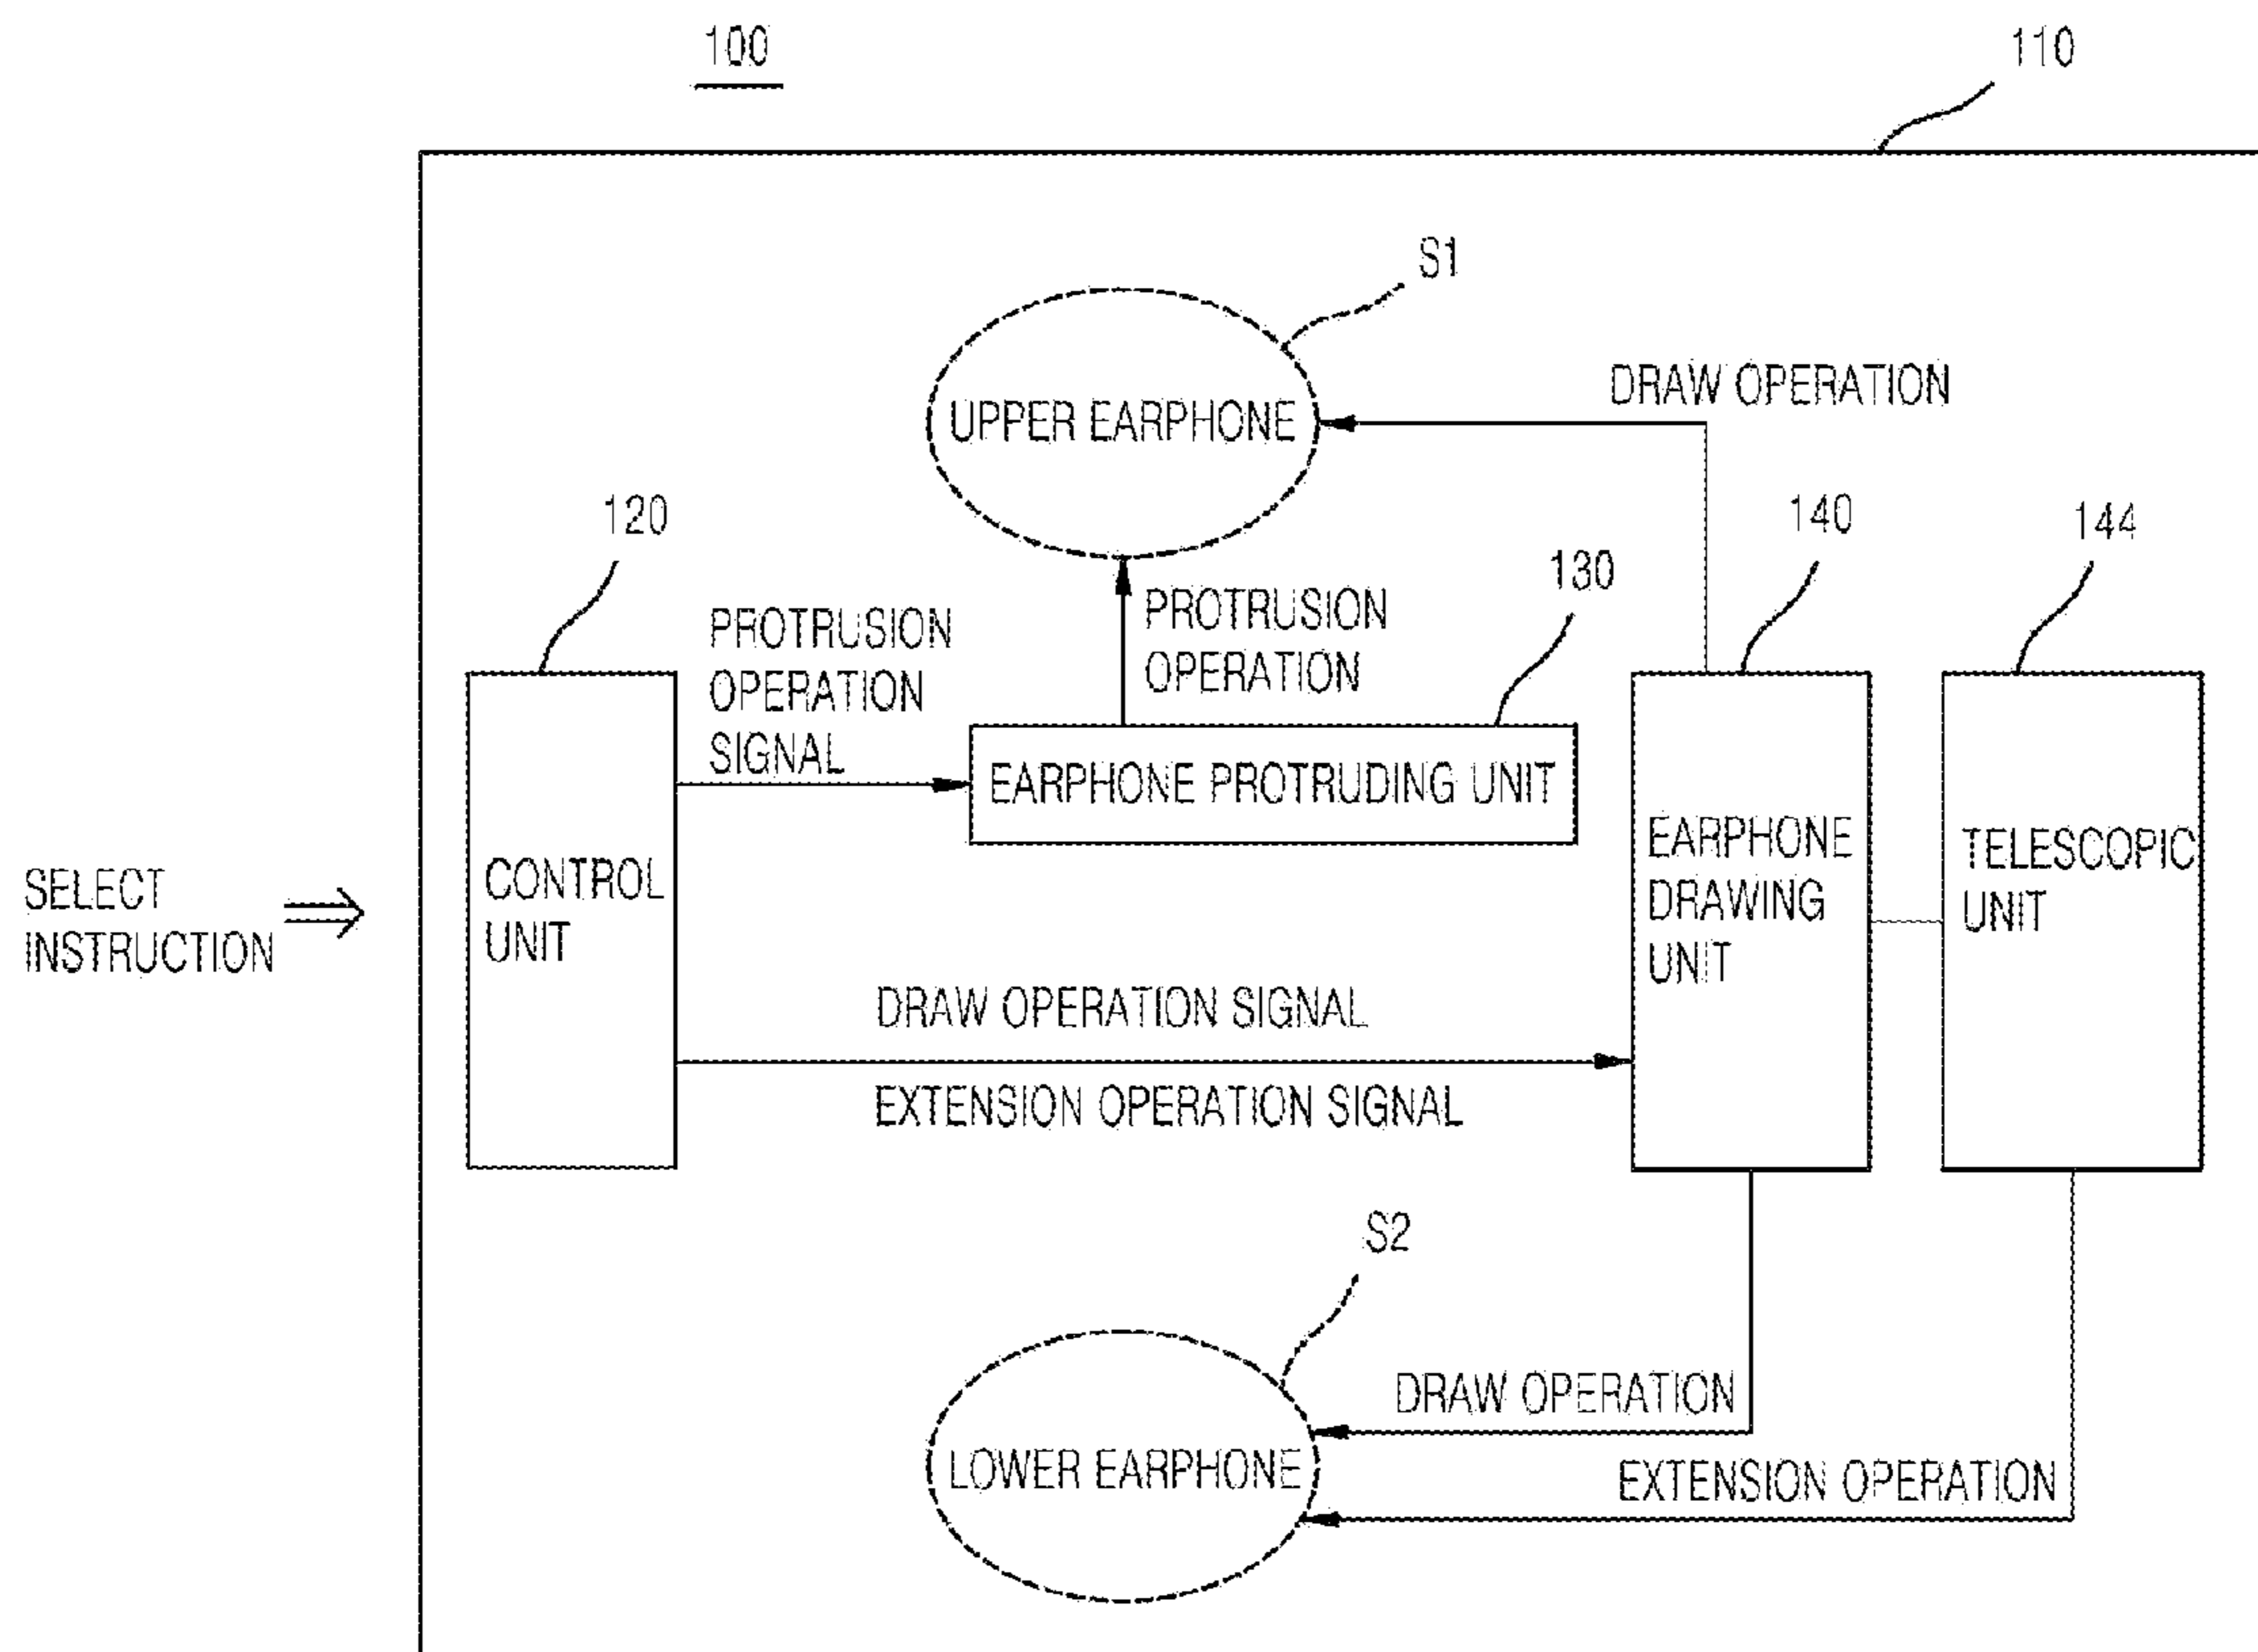 100
110
S1
DRAW OPERATION
UPPER EARPHONE
120
140
144
130
PROTRUSION
OPERATION
SIGNAL
PROTRUSION
OPERATION
EARPHONE PROTRUDING UNIT
SELECT
INSTRUCTION
CONTROL
UNIT
EARPHONE
DRAWING
UNIT
TELESCOPIC
UNIT
DRAW OPERATION SIGNAL
EXTENSION OPERATION SIGNAL
S2
DRAW OPERATION
LOWER EARPHONE
EXTENSION OPERATION